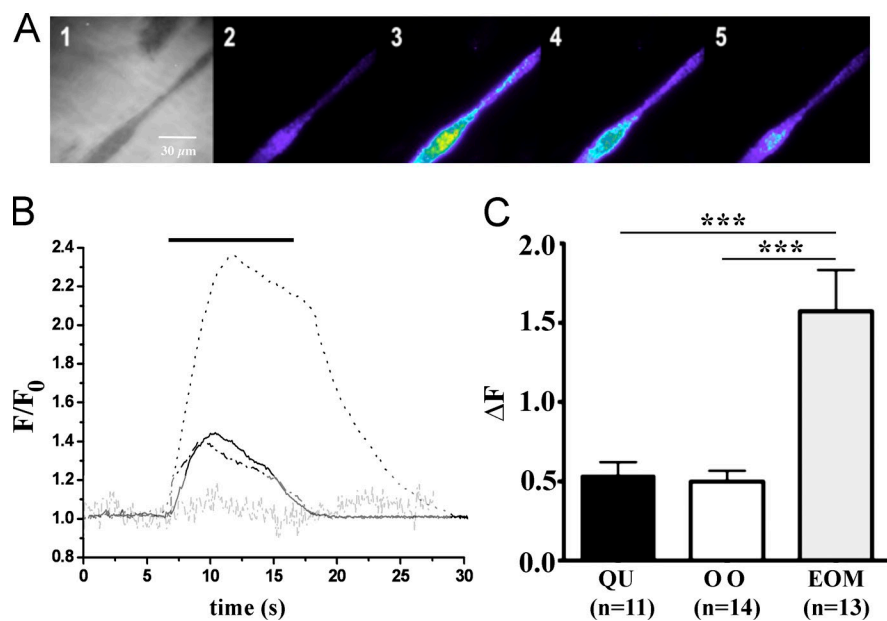 A
1
2
3
4
5
30 µm
B
F/F0
2.4
2.2
2.0
1.8
1.6
1.4
1.2
1.0
0.8
0 5 10 15 20 25 30
time (s)
C
***
***
ΔF
2.0
1.5
1.0
0.5
0.0
QU OO EOM
(n=11) (n=14) (n=13)